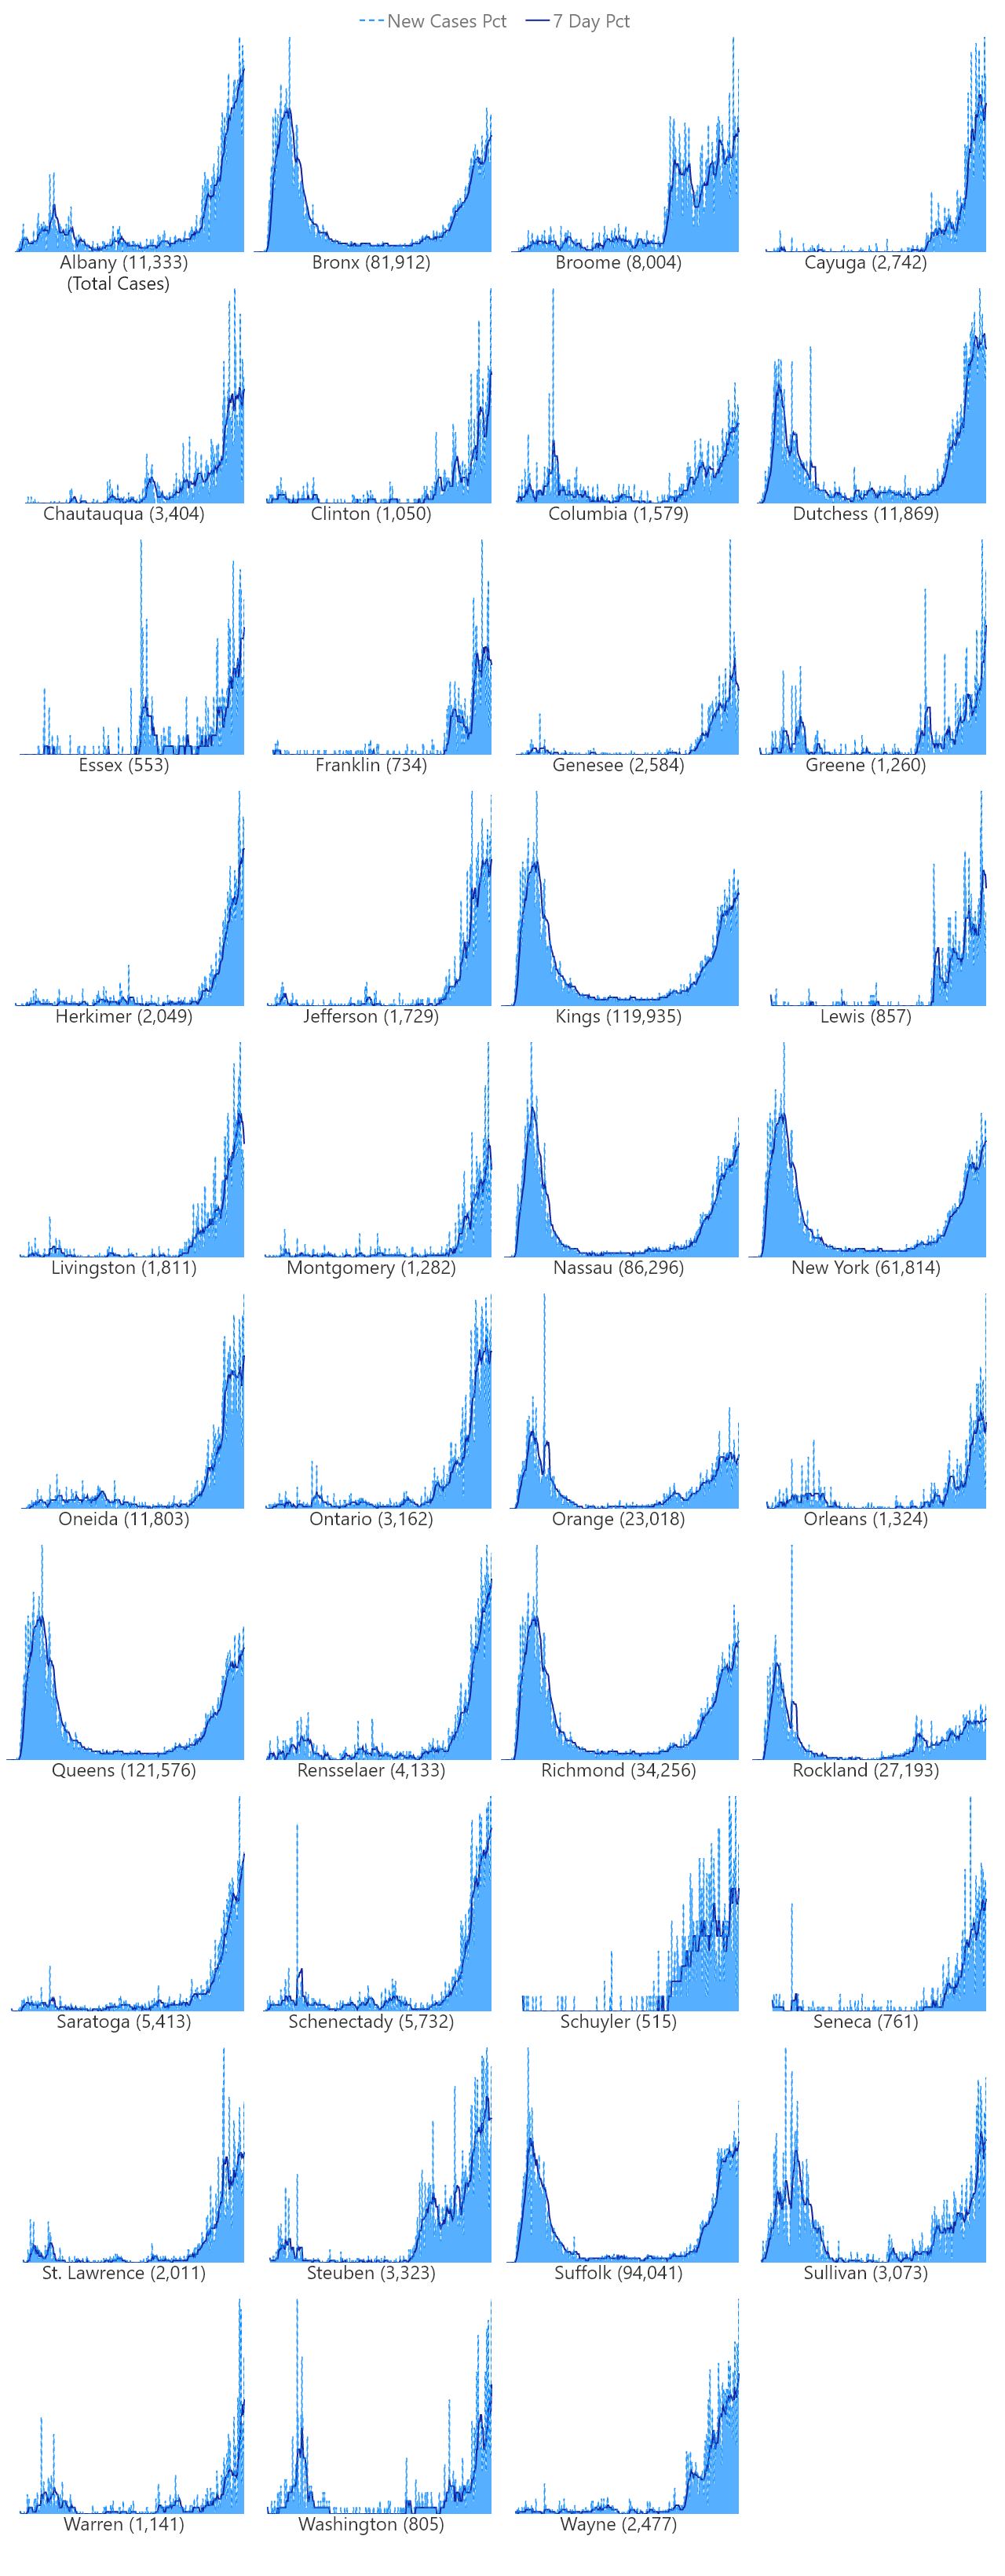 New Cases Pct 7 Day Pct
Albany (11,333) Bronx (81,912) Broome (8,004) Cayuga (2,742)
(Total Cases)
Chautauqua (3,404) Clinton (1,050) Columbia (1,579) Dutchess (11,869)
Essex (553) Franklin (734) Genesee (2,584) Greene (1,260)
Herkimer (2,049) Jefferson (1,729) Kings (119,935) Lewis (857)
Livingston (1,811) Montgomery (1,282) Nassau (86,296) New York (61,814)
Oneida (11,803) Ontario (3,162) Orange (23,018) Orleans (1,324)
Queens (121,576) Rensselaer (4,133) Richmond (34,256) Rockland (27,193)
Saratoga (5,413) Schenectady (5,732) Schuyler (515) Seneca (761)
St. Lawrence (2,011) Steuben (3,323) Suffolk (94,041) Sullivan (3,073)
Warren (1,141) Washington (805) Wayne (2,477)